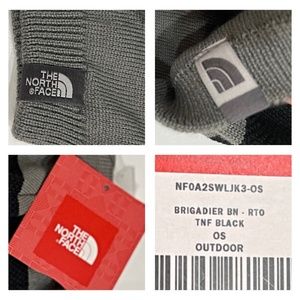 THE
NORTH
FACE
THE
NORTH
FACE
NF0A2SWLJK3-OS
BRIGADIER BN - RTO
TNF BLACK
OS
OUTDOOR